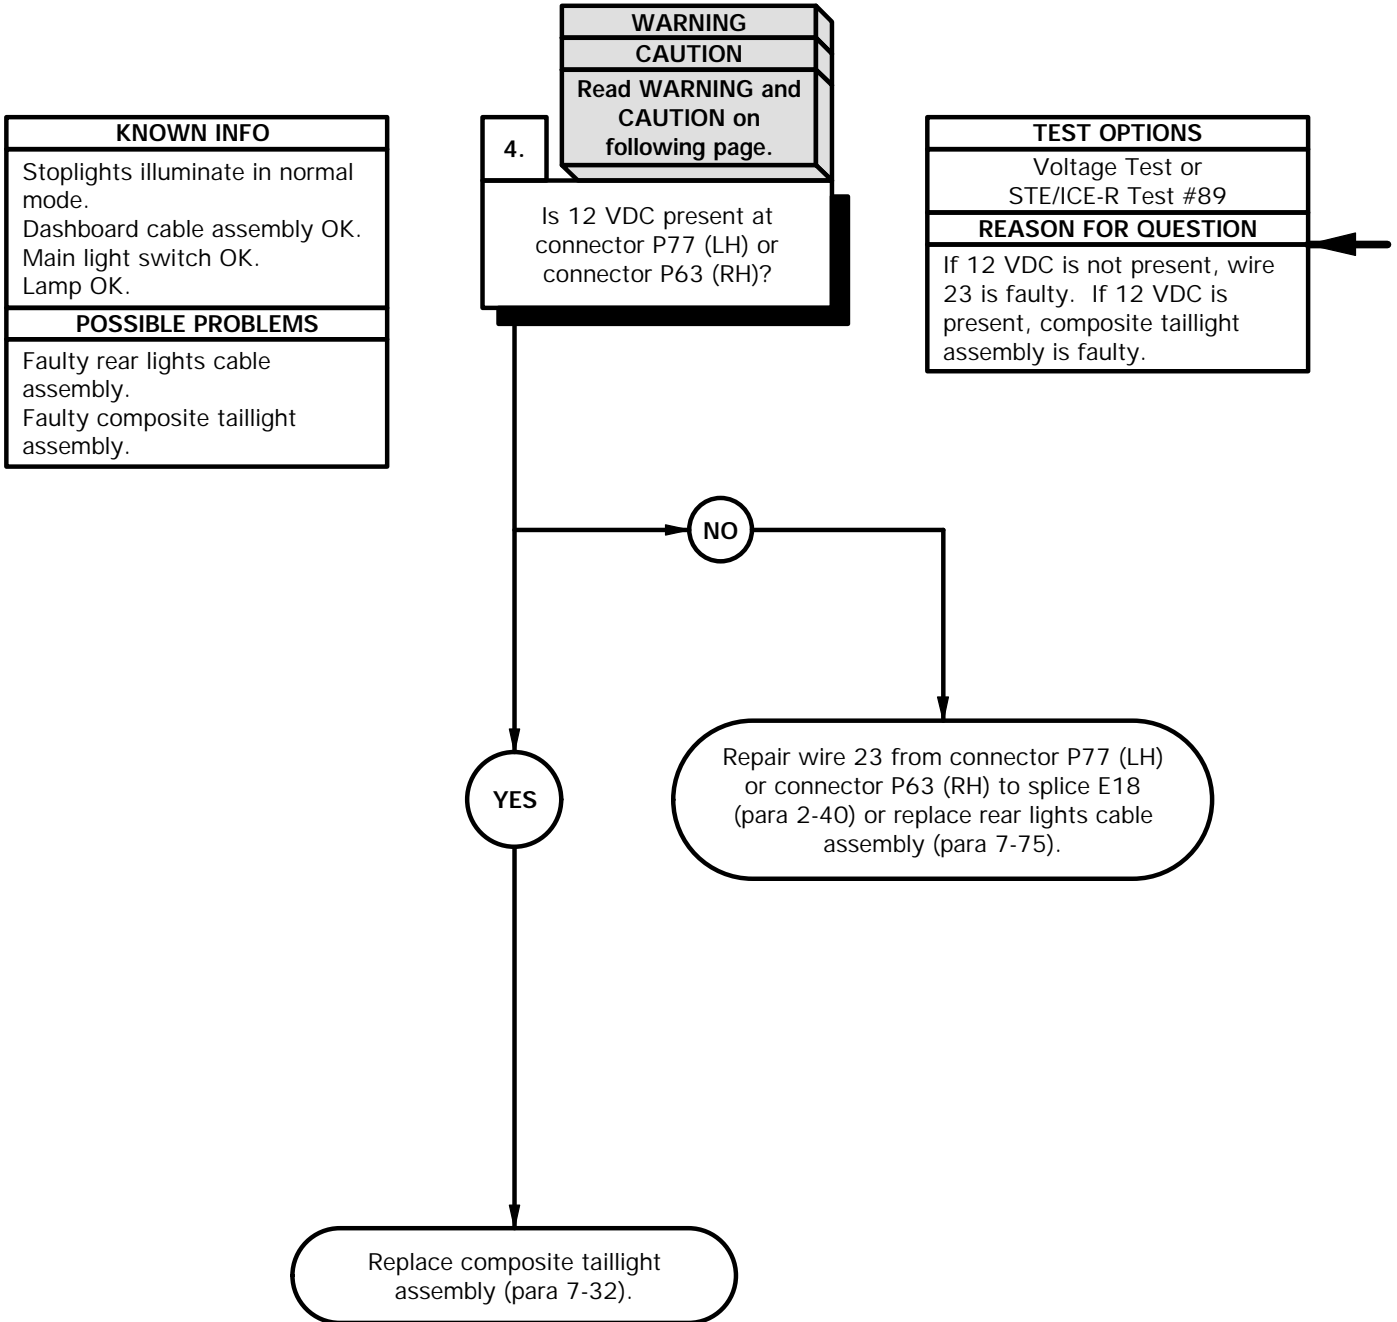 WARNING
CAUTION
Read WARNING and
CAUTION on
following page.
KNOWN INFO
Stoplights illuminate in normal
mode.
Dashboard cable assembly OK.
Main light switch OK.
Lamp OK.
POSSIBLE PROBLEMS
Faulty rear lights cable
assembly.
Faulty composite taillight
assembly.
4.
Is 12 VDC present at
connector P77 (LH) or
connector P63 (RH)?
TEST OPTIONS
Voltage Test or
STE/ICE-R Test #89
REASON FOR QUESTION
If 12 VDC is not present, wire
23 is faulty.  If 12 VDC is
present, composite taillight
assembly is faulty.
NO
Repair wire 23 from connector P77 (LH)
or connector P63 (RH) to splice E18
(para 2-40) or replace rear lights cable
assembly (para 7-75).
YES
Replace composite taillight
assembly (para 7-32).